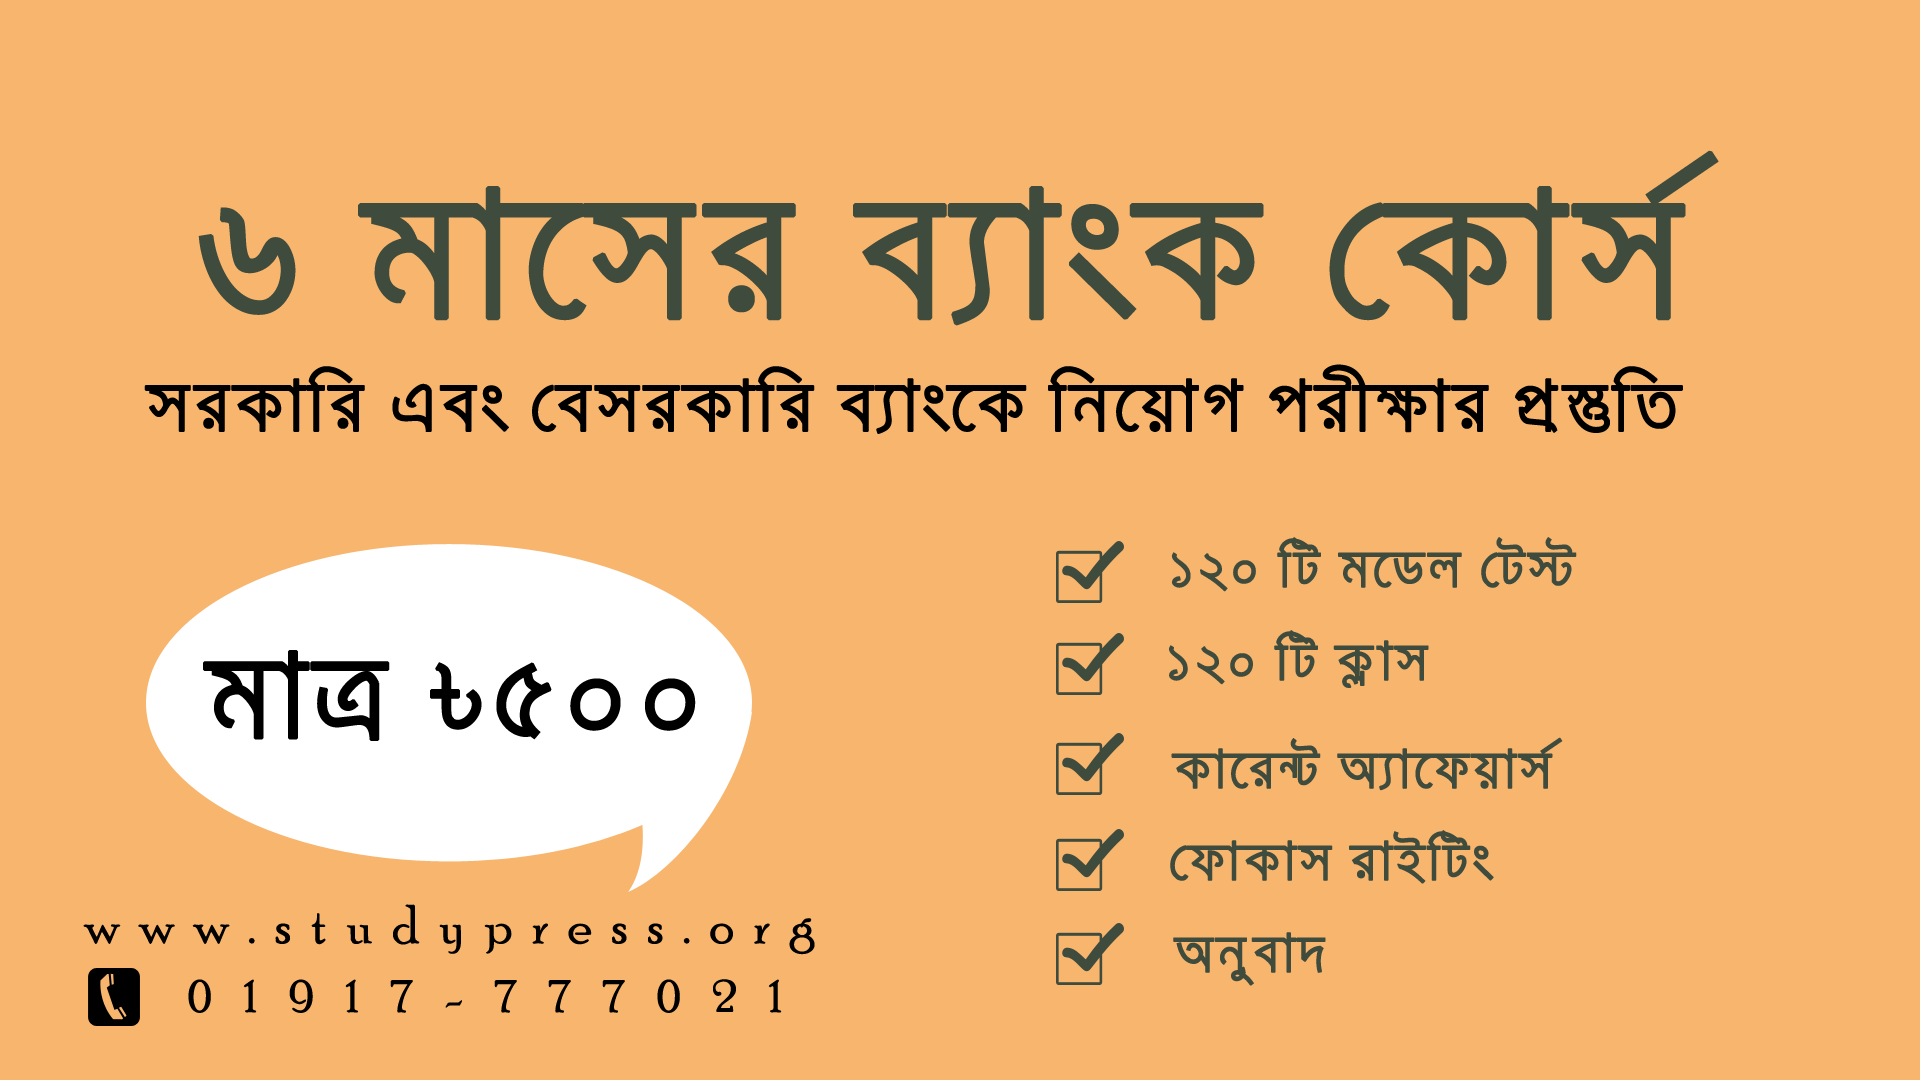 ৬ মাসের ব্যাংক কোর্স
সরকারি এবং বেসরকারি ব্যাংকে নিয়োগ পরীক্ষার প্রস্তুতি
মাত্র ৳৫০০
১২০ টি মডেল টেস্ট
১২০ টি ক্লাস
কারেন্ট অ্যাফেয়ার্স
ফোকাস রাইটিং
অনুবাদ
www.studypress.org
01917-777021